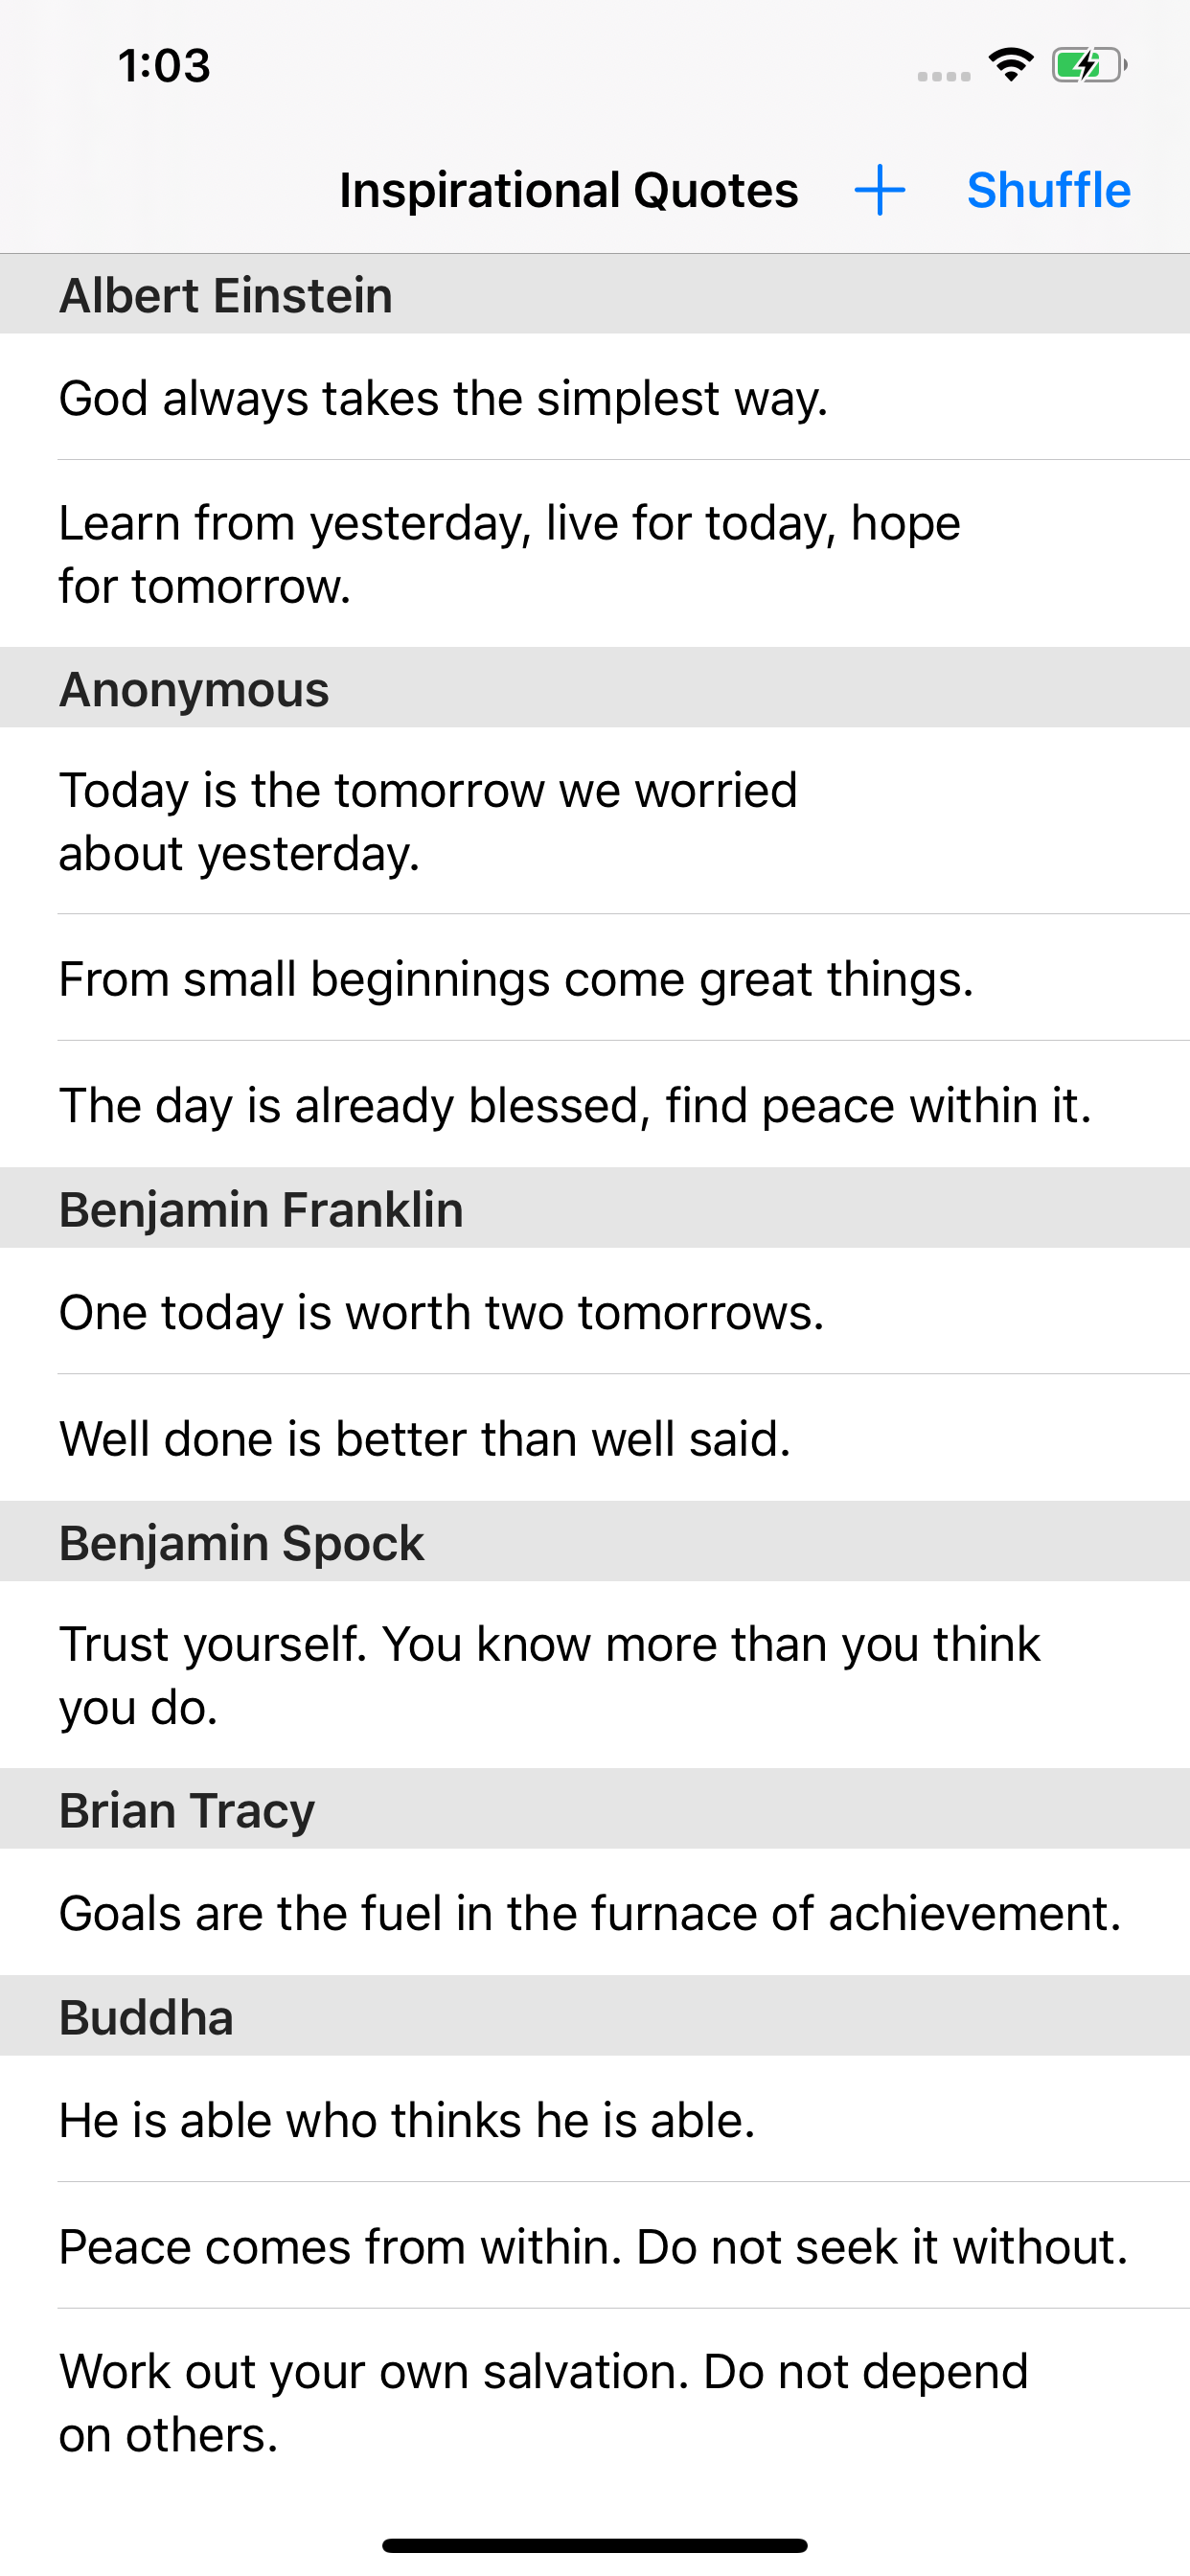 1:03
Inspirational Quotes
Shuffle
Albert Einstein
God always takes the simplest way.
Learn from yesterday, live for today, hope
for tomorrow.
Anonymous
Today is the tomorrow we worried
about yesterday.
From small beginnings come great things.
The day is already blessed, find peace within it.
Benjamin Franklin
One today is worth two tomorrows.
Well done is better than well said.
Benjamin Spock
Trust yourself. You know more than you think
you do.
Brian Tracy
Goals are the fuel in the furnace of achievement.
Buddha
He is able who thinks he is able.
Peace comes from within. Do not seek it without.
Work out your own salvation. Do not depend
on others.